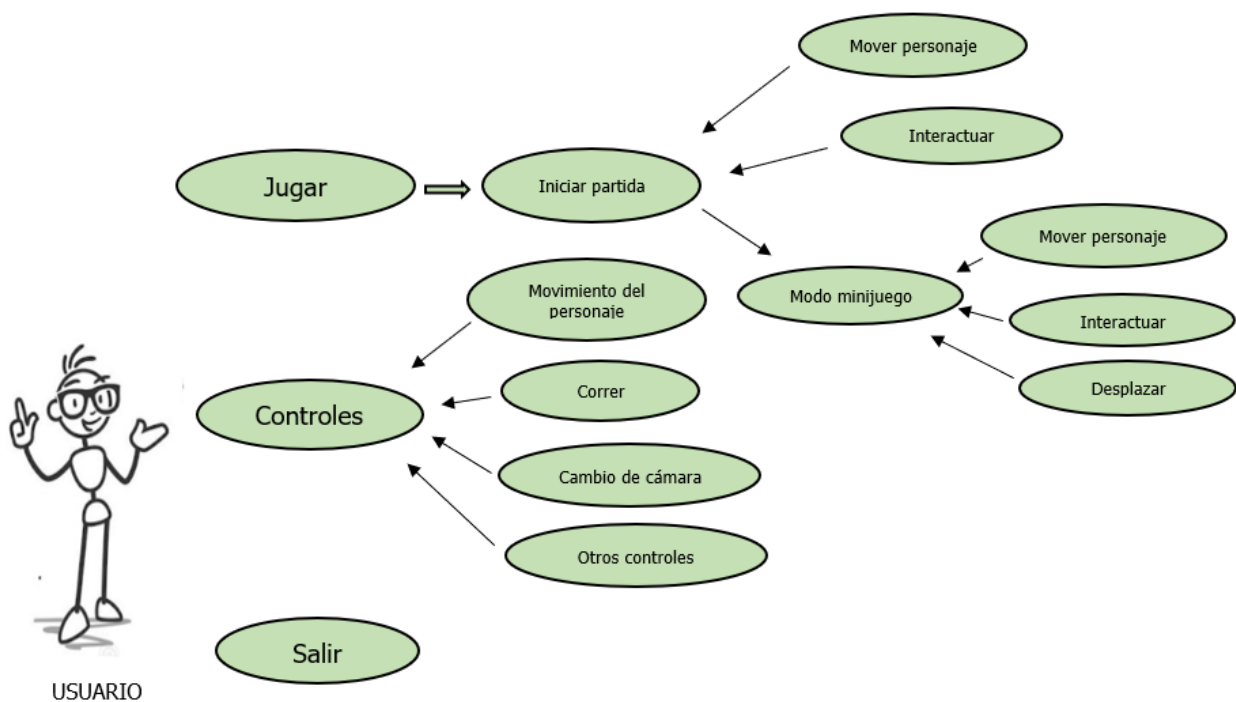 Mover personaje
Interactuar
Jugar
Iniciar partida
Mover personaje
Modo minijuego
Interactuar
Desplazar
Movimiento del
personaje
Correr
Controles
Cambio de cámara
Otros controles
Salir
USUARIO